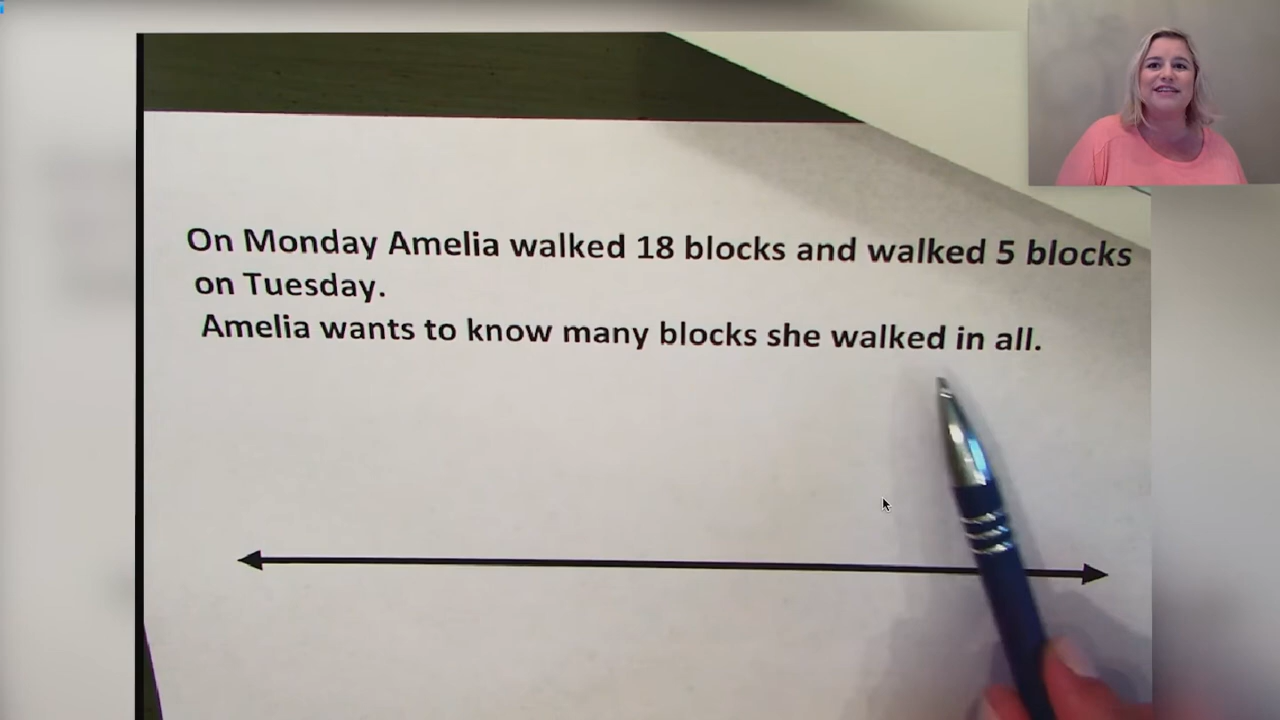 On Monday Amelia walked 18 blocks and walked 5 blocks
on Tuesday.
Amelia wants to know many blocks she walked in all.